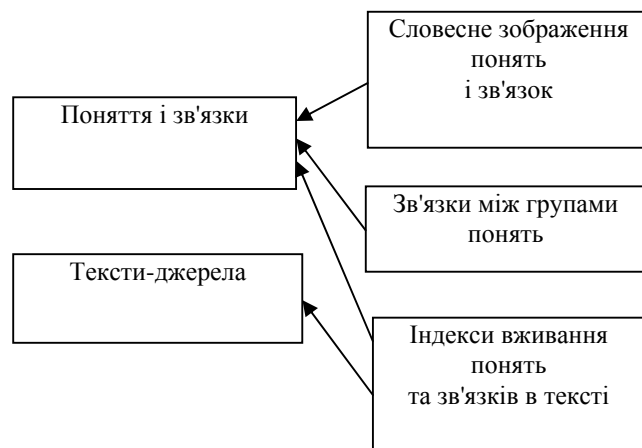 Словесне зображення
понять
і зв'язок
Поняття і зв'язки
Зв'язки між групами
понять
Тексти-джерела
Індекси вживання
понять
та зв'язків в тексті